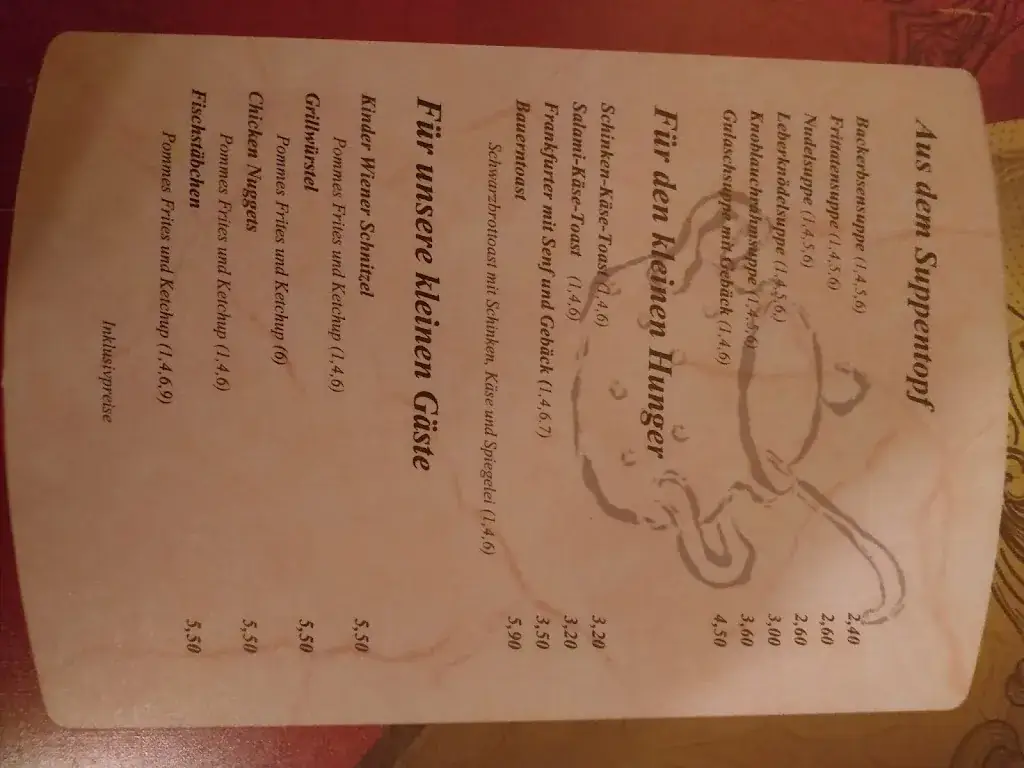 Aus dem Suppentopf
Backerbsensuppe (1,4,5,6) 2,40
Frittatensuppe (1,4,5,6) 2,60
Nudelsuppe (1,4,5,6) 2,60
Leberknödelsuppe (1,4,5,6,) 3,00
Knoblauchrahmsuppe (1,4,5,6) 3,60
Gulaschsuppe mit Gebäck (1,4,6) 4,50
Für den kleinen Hunger
Schinken-Käse-Toast (1,4,6) 3,20
Salami-Käse-Toast (1,4,6) 3,20
Frankfurter mit Senf und Gebäck (1,4,6,7) 3,50
Bauerntoast 5,90
Schwarzbrottoast mit Schinken, Käse und Spiegelei (1,4,6)
Für unsere kleinen Gäste
Kinder Wiener Schnitzel 5,50
Pommes Frites und Ketchup (1,4,6)
Grillwürstel 5,50
Pommes Frites und Ketchup (6)
Chicken Nuggets 5,50
Pommes Frites und Ketchup (1,4,6)
Fischstäbchen 5,50
Pommes Frites und Ketchup (1,4,6,9)
Inklusivpreise